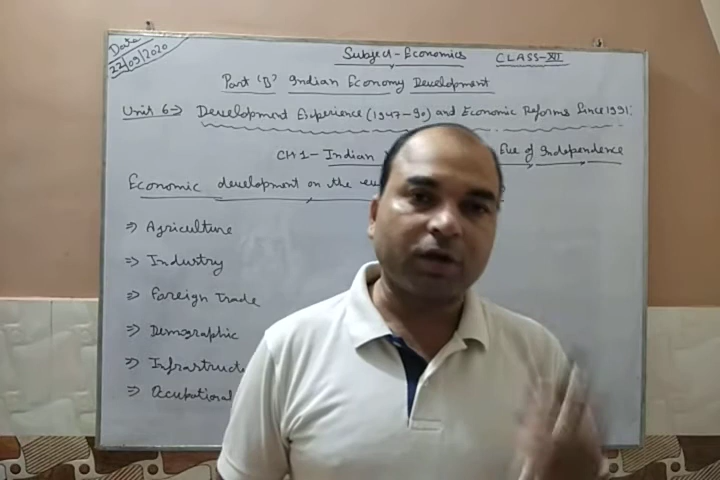 Date
22/09/2020
Subject-Economics CLASS-XII
Part 'B' Indian Economy Development
Unit 6⇒ Development Experience (1947-90) and Economic Reforms Since 1991:
CH 1- Indian Eve of Independence
Economic development on the
⇒ Agriculture
⇒ Industry
⇒ Foreign Trade
⇒ Demographic
⇒ Infrastructu
⇒ Occupational